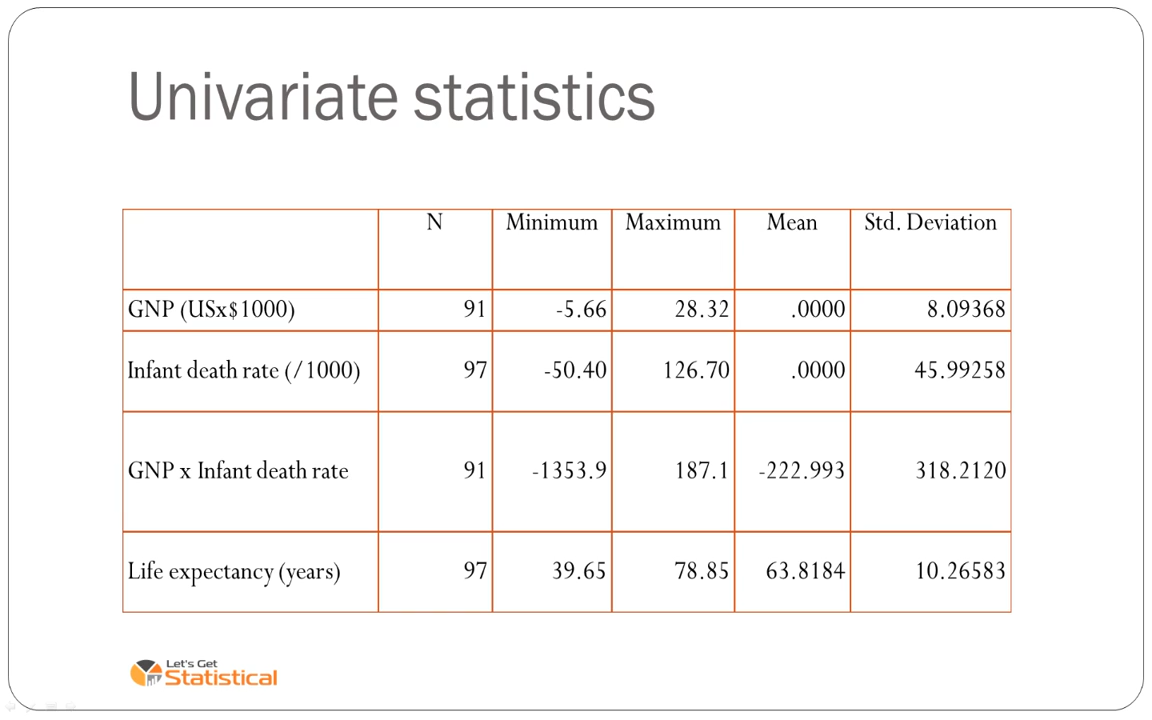 Univariate statistics
N Minimum Maximum Mean Std. Deviation
GNP (USx$1000) 91 -5.66 28.32 .0000 8.09368
Infant death rate (/1000) 97 -50.40 126.70 .0000 45.99258
GNP x Infant death rate 91 -1353.9 187.1 -222.993 318.2120
Life expectancy (years) 97 39.65 78.85 63.8184 10.26583
Let's Get
Statistical